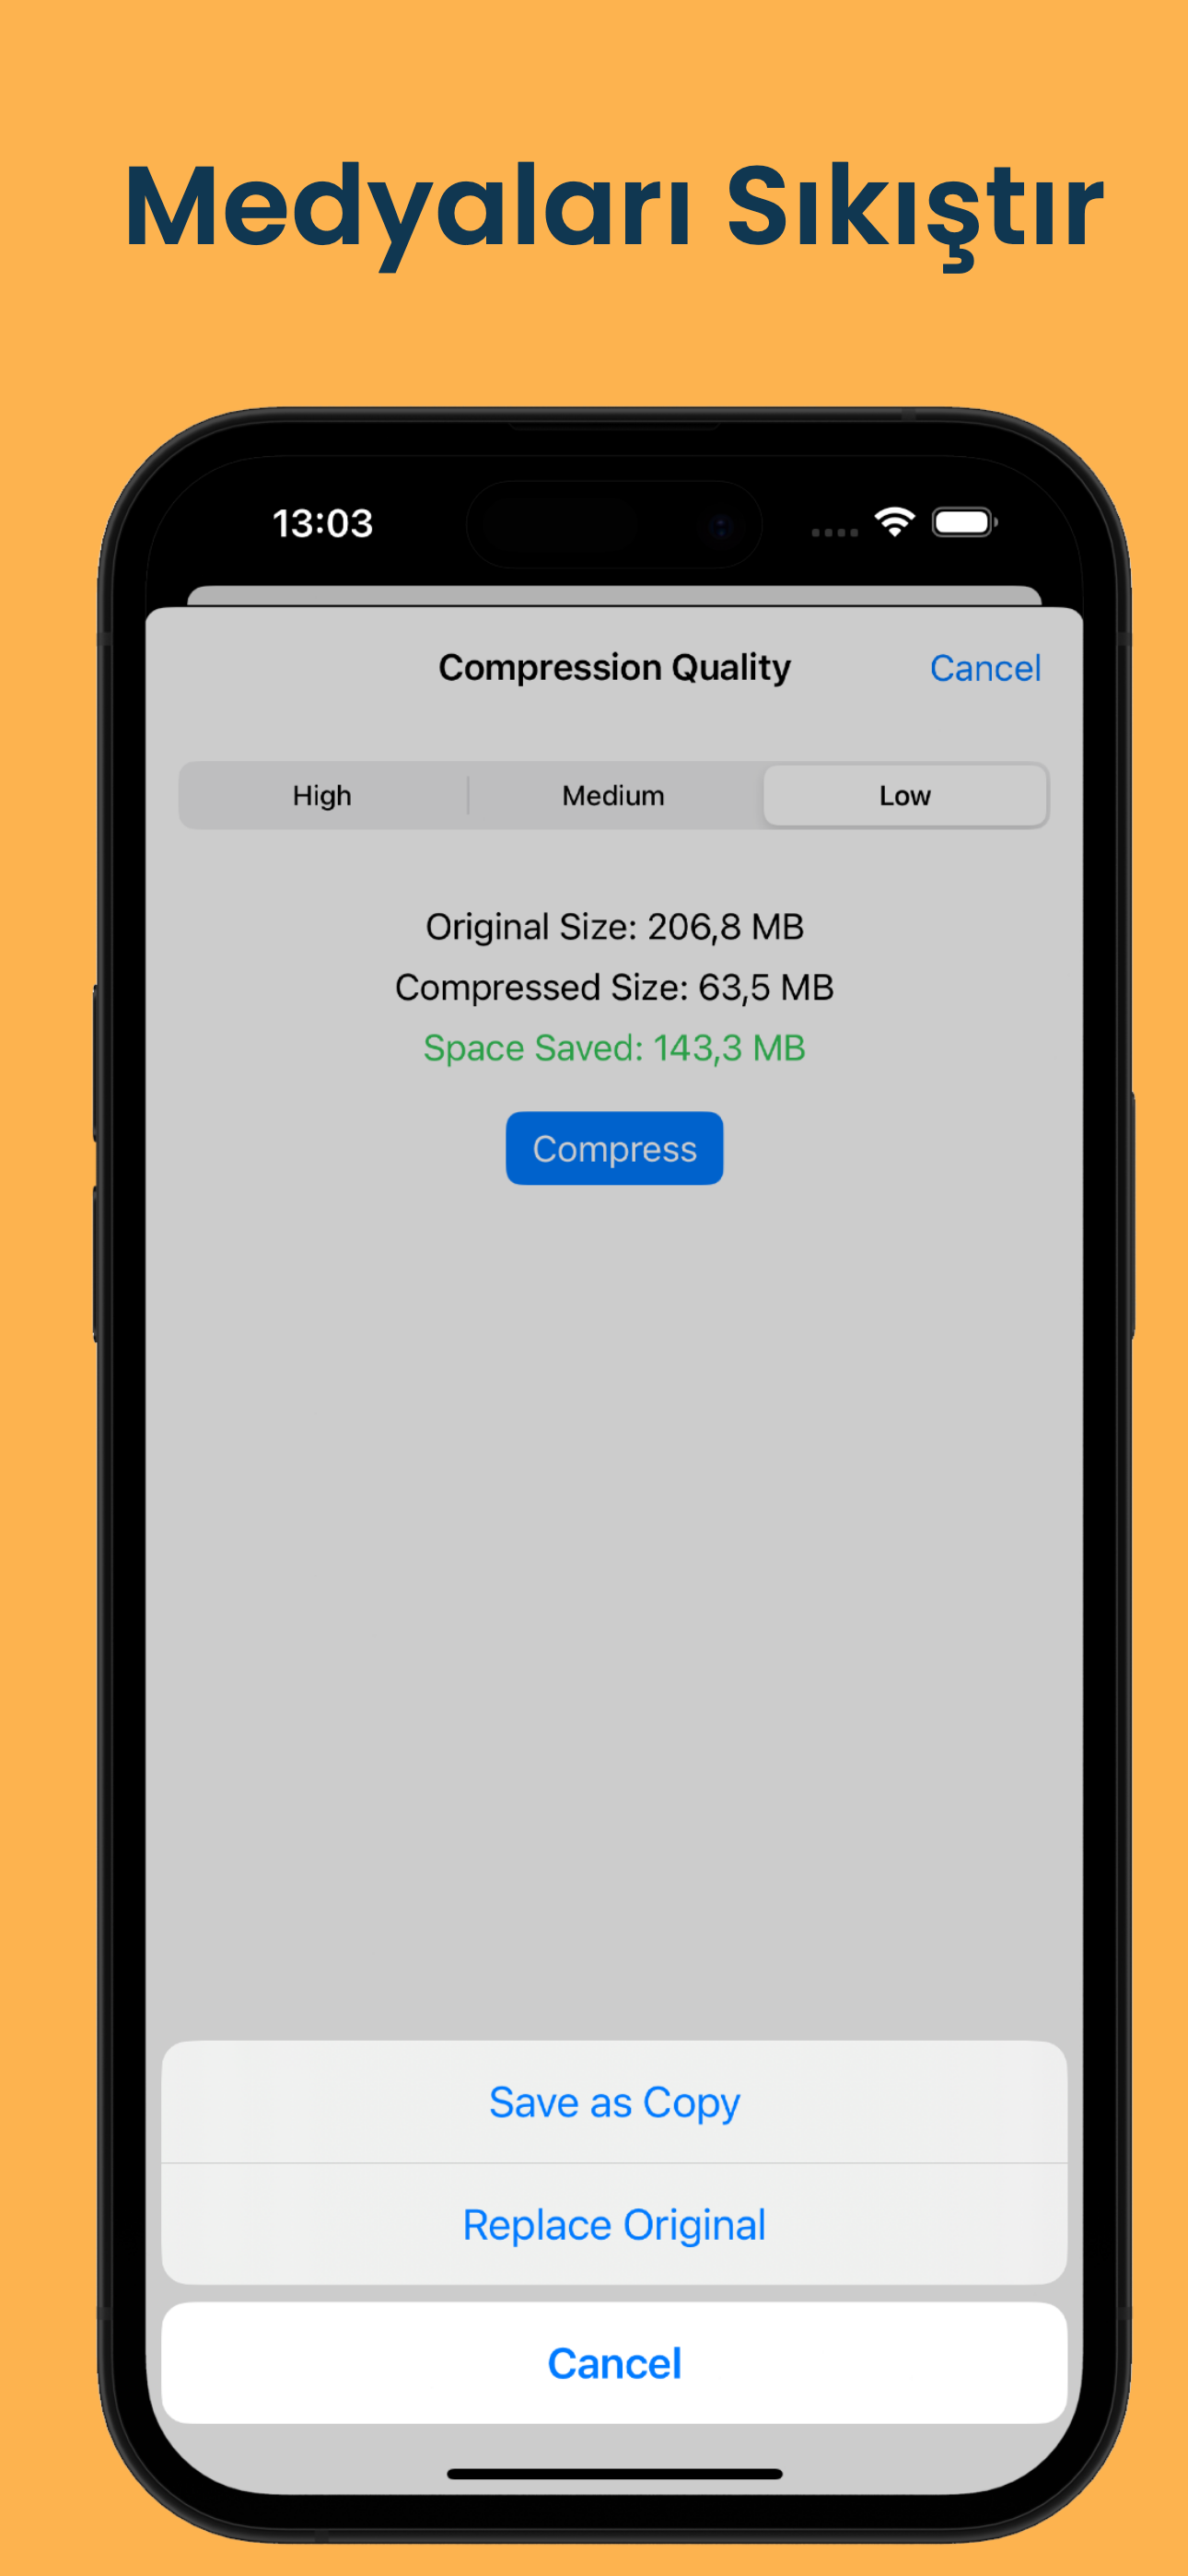 Medyaları Sıkıştır
13:03
Compression Quality
Cancel
High
Medium
Low
Original Size: 206,8 MB
Compressed Size: 63,5 MB
Space Saved: 143,3 MB
Compress
Save as Copy
Replace Original
Cancel